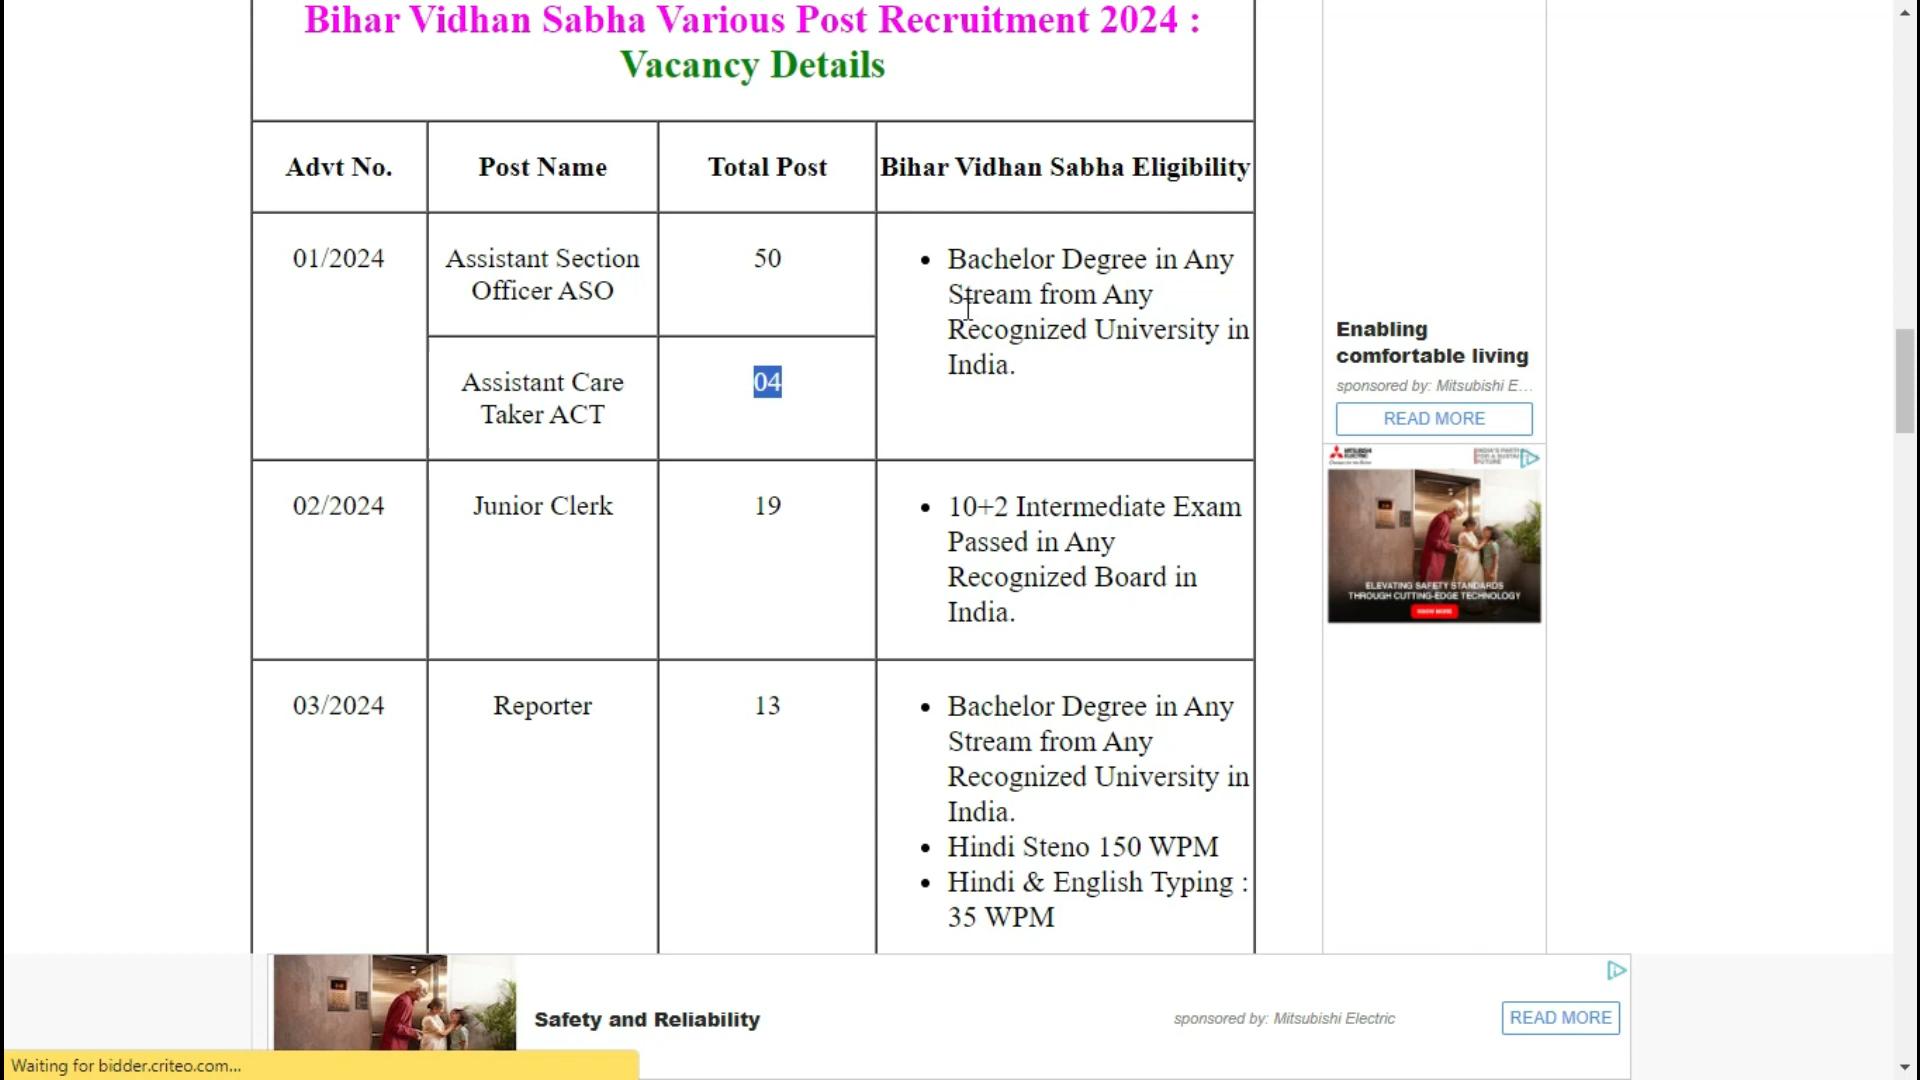 Bihar Vidhan Sabha Various Post Recruitment 2024 :
Vacancy Details
Advt No.
Post Name
Total Post
Bihar Vidhan Sabha Eligibility
01/2024
Assistant Section
Officer ASO
50
• Bachelor Degree in Any
Stream from Any
Recognized University in
India.
Assistant Care
Taker ACT
04
02/2024
Junior Clerk
19
• 10+2 Intermediate Exam
Passed in Any
Recognized Board in
India.
03/2024
Reporter
13
• Bachelor Degree in Any
Stream from Any
Recognized University in
India.
• Hindi Steno 150 WPM
• Hindi & English Typing :
35 WPM
Enabling
comfortable living
sponsored by: Mitsubishi E...
READ MORE
MITSUBISHI
ELECTRIC
ELEVATING SAFETY STANDARDS
THROUGH CUTTING-EDGE TECHNOLOGY
KNOW MORE
Safety and Reliability
sponsored by: Mitsubishi Electric
READ MORE
Waiting for bidder.criteo.com...